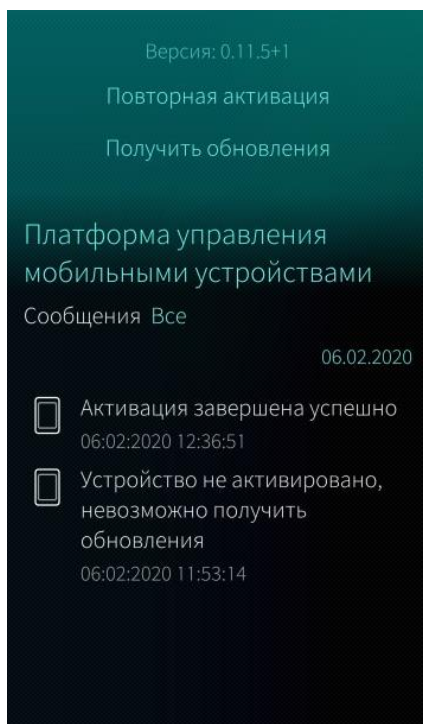 Версия: 0.11.5+1
Повторная активация
Получить обновления
Платформа управления
мобильными устройствами
Сообщения Все
06.02.2020
Активация завершена успешно
06:02:2020 12:36:51
Устройство не активировано,
невозможно получить
обновления
06:02:2020 11:53:14